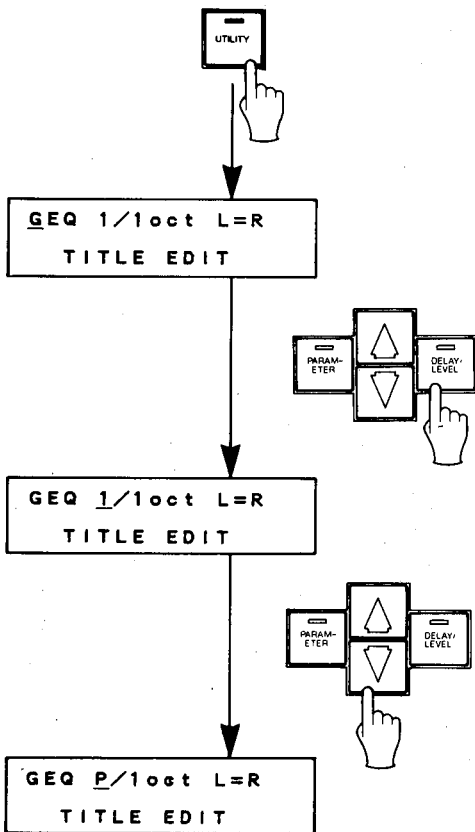 UTILITY
GEQ 1/1oct L=R
TITLE EDIT
PARAM-
ETER
DELAY/
LEVEL
GEQ 1/1oct L=R
TITLE EDIT
PARAM-
ETER
DELAY/
LEVEL
GEQ P/1oct L=R
TITLE EDIT